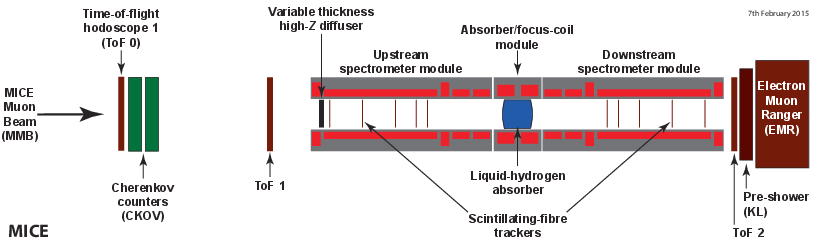 7th February 2015
Time-of-flight
hodoscope 1
(ToF 0)
Variable thickness
high-Z diffuser
Absorber/focus-coil
module
Upstream
spectrometer module
Downstream
spectrometer module
MICE
Muon
Beam
(MMB)
Electron
Muon
Ranger
(EMR)
Cherenkov
counters
(CKOV)
ToF 1
Liquid-hydrogen
absorber
Scintillating-fibre
trackers
Pre-shower
(KL)
ToF 2
MICE